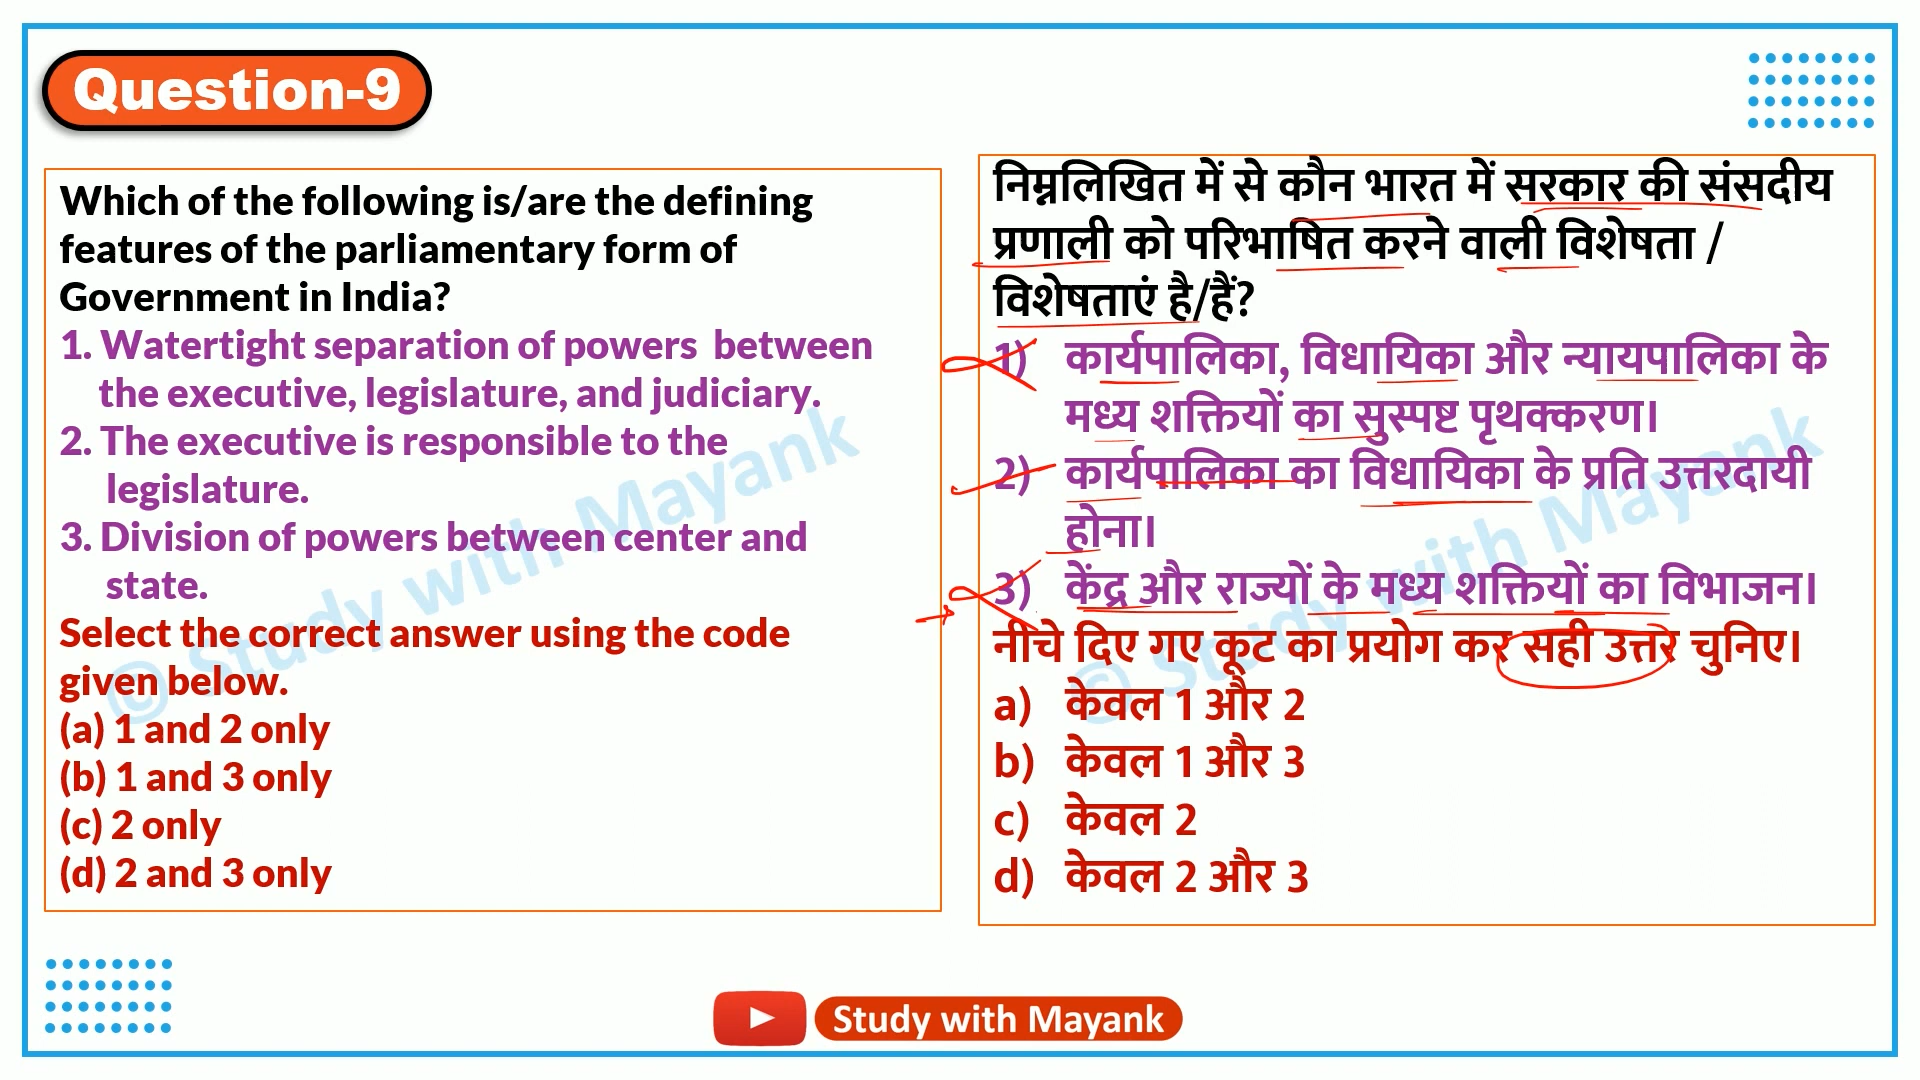 Question-9
Which of the following is/are the defining
features of the parliamentary form of
Government in India?
1. Watertight separation of powers between
the executive, legislature, and judiciary.
2. The executive is responsible to the
legislature.
3. Division of powers between center and
state.
Select the correct answer using the code
given below.
(a) 1 and 2 only
(b) 1 and 3 only
(c) 2 only
(d) 2 and 3 only
© Study with Mayank
निम्नलिखित में से कौन भारत में सरकार की संसदीय
प्रणाली को परिभाषित करने वाली विशेषता /
विशेषताएं है/हैं?
1) कार्यपालिका, विधायिका और न्यायपालिका के
मध्य शक्तियों का सुस्पष्ट पृथक्करण।
2) कार्यपालिका का विधायिका के प्रति उत्तरदायी
होना।
3) केंद्र और राज्यों के मध्य शक्तियों का विभाजन।
नीचे दिए गए कूट का प्रयोग कर सही उत्तर चुनिए।
a) केवल 1 और 2
b) केवल 1 और 3
c) केवल 2
d) केवल 2 और 3
© Study with Mayank
Study with Mayank